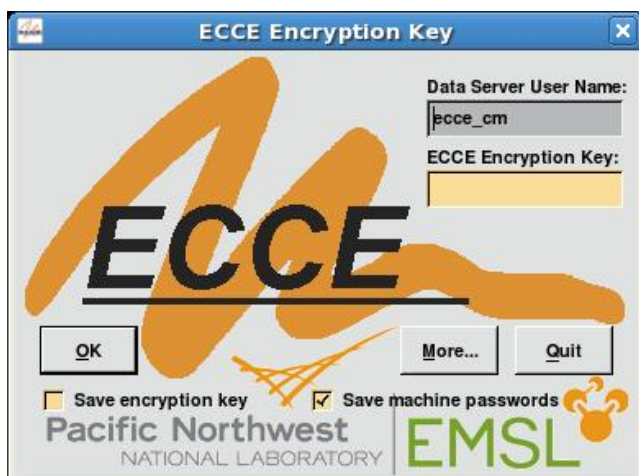 ECCE Encryption Key
Data Server User Name:
ecce_cm
ECCE Encryption Key:
ECCE
OK
More...
Quit
Save encryption key
Save machine passwords
Pacific Northwest
NATIONAL LABORATORY
EMSL